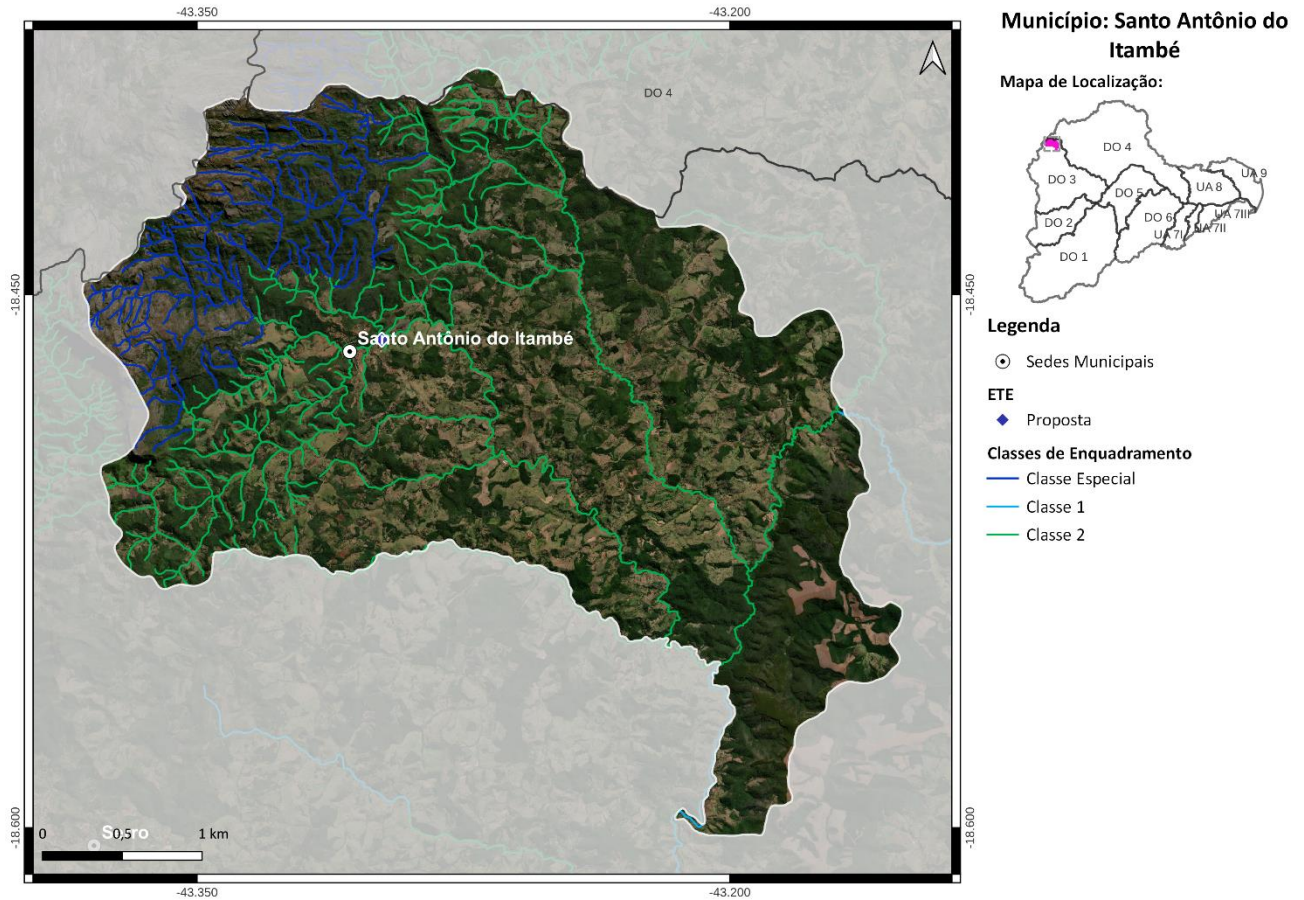 Município: Santo Antônio do
Itambé
Mapa de Localização:
DO 4
DO 3
DO 5
UA 8
UA 9
DO 2
DO 6
UA 7III
UA 7I
UA 7II
DO 1
Legenda
Sedes Municipais
ETE
Proposta
Classes de Enquadramento
Classe Especial
Classe 1
Classe 2
-43.350
-43.200
DO 4
-18.450
-18.450
Santo Antônio do Itambé
-18.600
-18.600
Serro
0
0,5
1 km
-43.350
-43.200